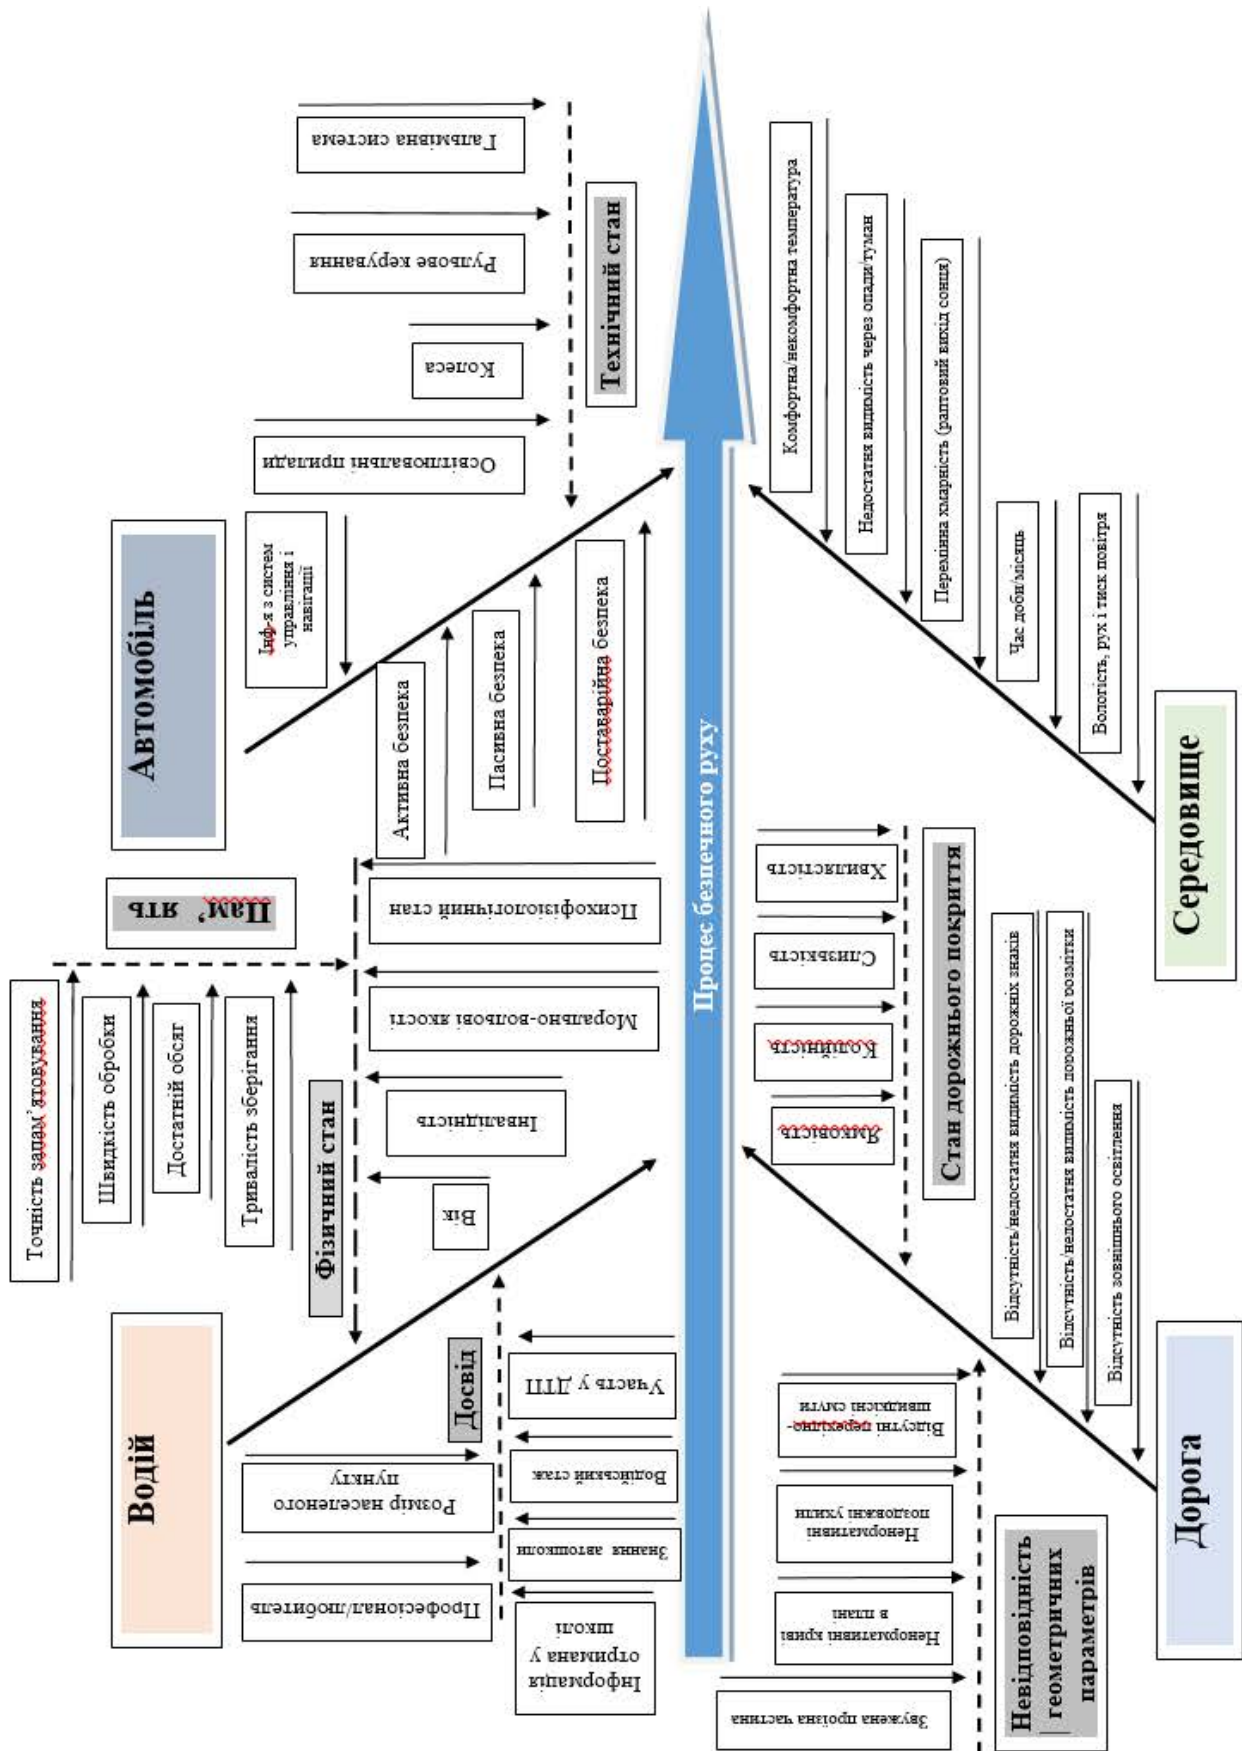 Водій
Автомобіль
Точність запам'ятовування
Швидкість обробки
Достатній обсяг
Тривалість зберігання
Пам' ять
Фізичний стан
Вік
Інвалідність
Морально-вольові якості
Психофізіологічний стан
Професіонал/любитель
Розмір населеного
пункту
Досвід
Інформація
отримана у
школі
Знання автошколи
Водійський стаж
Участь у ДТП
Інф-я з систем
управління і
навігації
Активна безпека
Пасивна безпека
Поставарійна безпека
Освітлювальні прилади
Колеса
Рульове керування
Гальмівна система
Технічний стан
Процес безпечного руху
Звужена проїзна частина
Ненормативні криві
в плані
Ненормативні
поздовжні ухили
Відсутні перехідно-
швидкісні смуги
Невідповідність
геометричних
параметрів
Ямковість
Колійність
Слизькість
Хвилястість
Стан дорожнього покриття
Відсутність/недостатня видимість дорожніх знаків
Відсутність/недостатня видимість дорожньої розмітки
Відсутність зовнішнього освітлення
Дорога
Комфортна/некомфортна температура
Недостатня видимість через опади/туман
Перемінна хмарність (раптовий вихід сонця)
Час доби/місяць
Вологість, рух і тиск повітря
Середовище